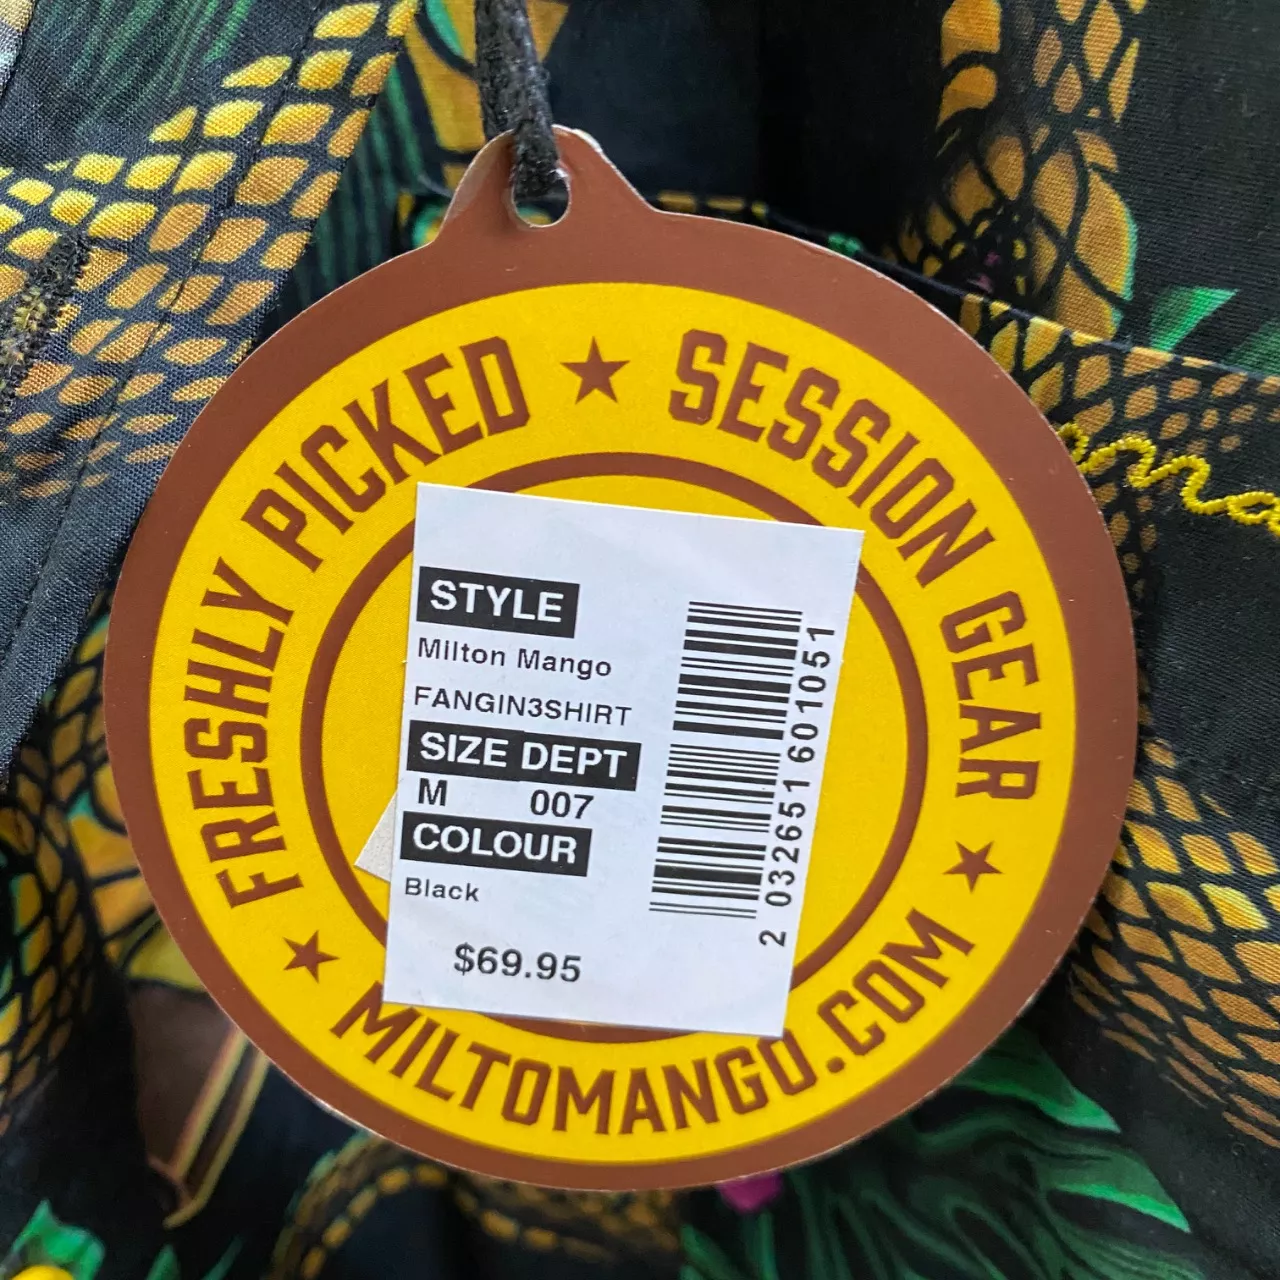 FRESHLY PICKED ★ SESSION GEAR ★
MILTOMANGO.COM ★
STYLE
Milton Mango
FANGIN3SHIRT
SIZE DEPT
M 007
COLOUR
Black
$69.95
2 032651 601051